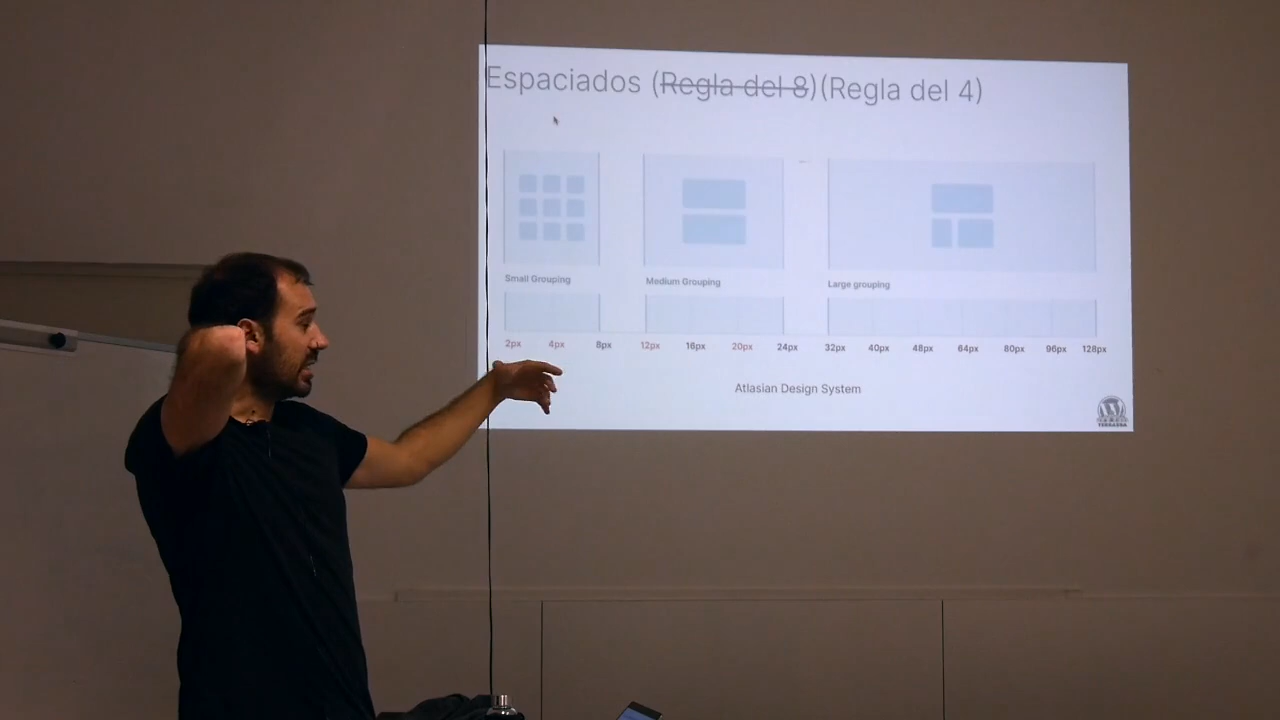 Espaciados (Regla del 8)(Regla del 4)
Small Grouping
Medium Grouping
Large grouping
2px 4px 8px 12px 16px 20px 24px 32px 40px 48px 64px 80px 96px 128px
Atlasian Design System
TERRASSA